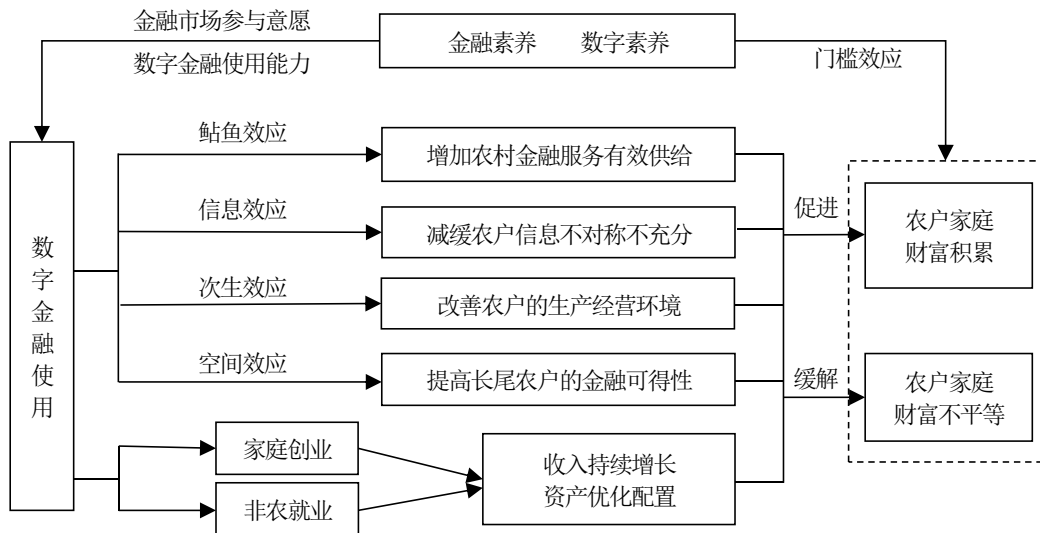 金融市场参与意愿
数字金融使用能力
金融素养 数字素养
门槛效应
数字金融使用
鲇鱼效应
增加农村金融服务有效供给
信息效应
减缓农户信息不对称不充分
次生效应
改善农户的生产经营环境
空间效应
提高长尾农户的金融可得性
家庭创业
非农就业
收入持续增长
资产优化配置
促进
缓解
农户家庭
财富积累
农户家庭
财富不平等